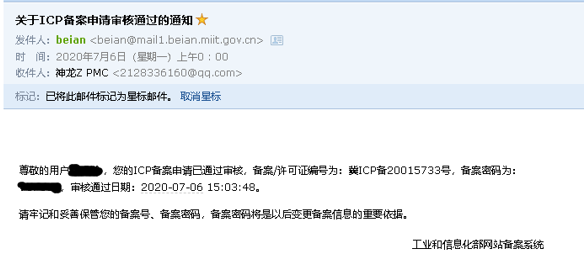 关于ICP备案申请审核通过的通知
发件人：beian <beian@mail1.beian.miit.gov.cn>
时　间：2020年7月6日（星期一）上午0：00
收件人：神龙Z PMC <2128336160@qq.com>
标记：已将此邮件标记为星标邮件。 取消星标
尊敬的用户，您的ICP备案申请已通过审核，备案/许可证编号为：冀ICP备20015733号，备案密码为：
，审核通过日期：2020-07-06 15:03:48。
请牢记和妥善保管您的备案号、备案密码，备案密码将是以后变更备案信息的重要依据。
工业和信息化部网站备案系统